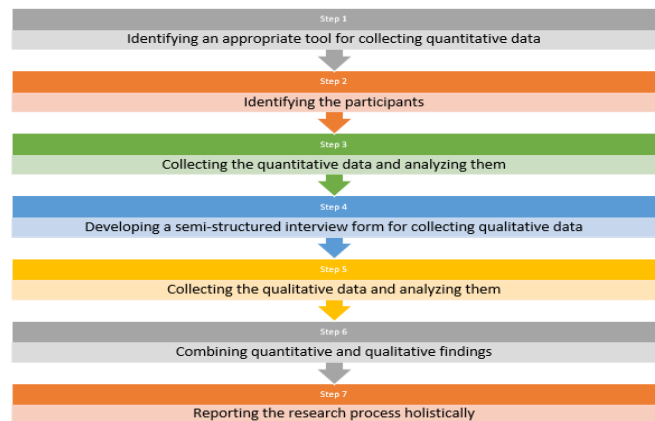 Step 1
Identifying an appropriate tool for collecting quantitative data
Step 2
Identifying the participants
Step 3
Collecting the quantitative data and analyzing them
Step 4
Developing a semi-structured interview form for collecting qualitative data
Step 5
Collecting the qualitative data and analyzing them
Step 6
Combining quantitative and qualitative findings
Step 7
Reporting the research process holistically